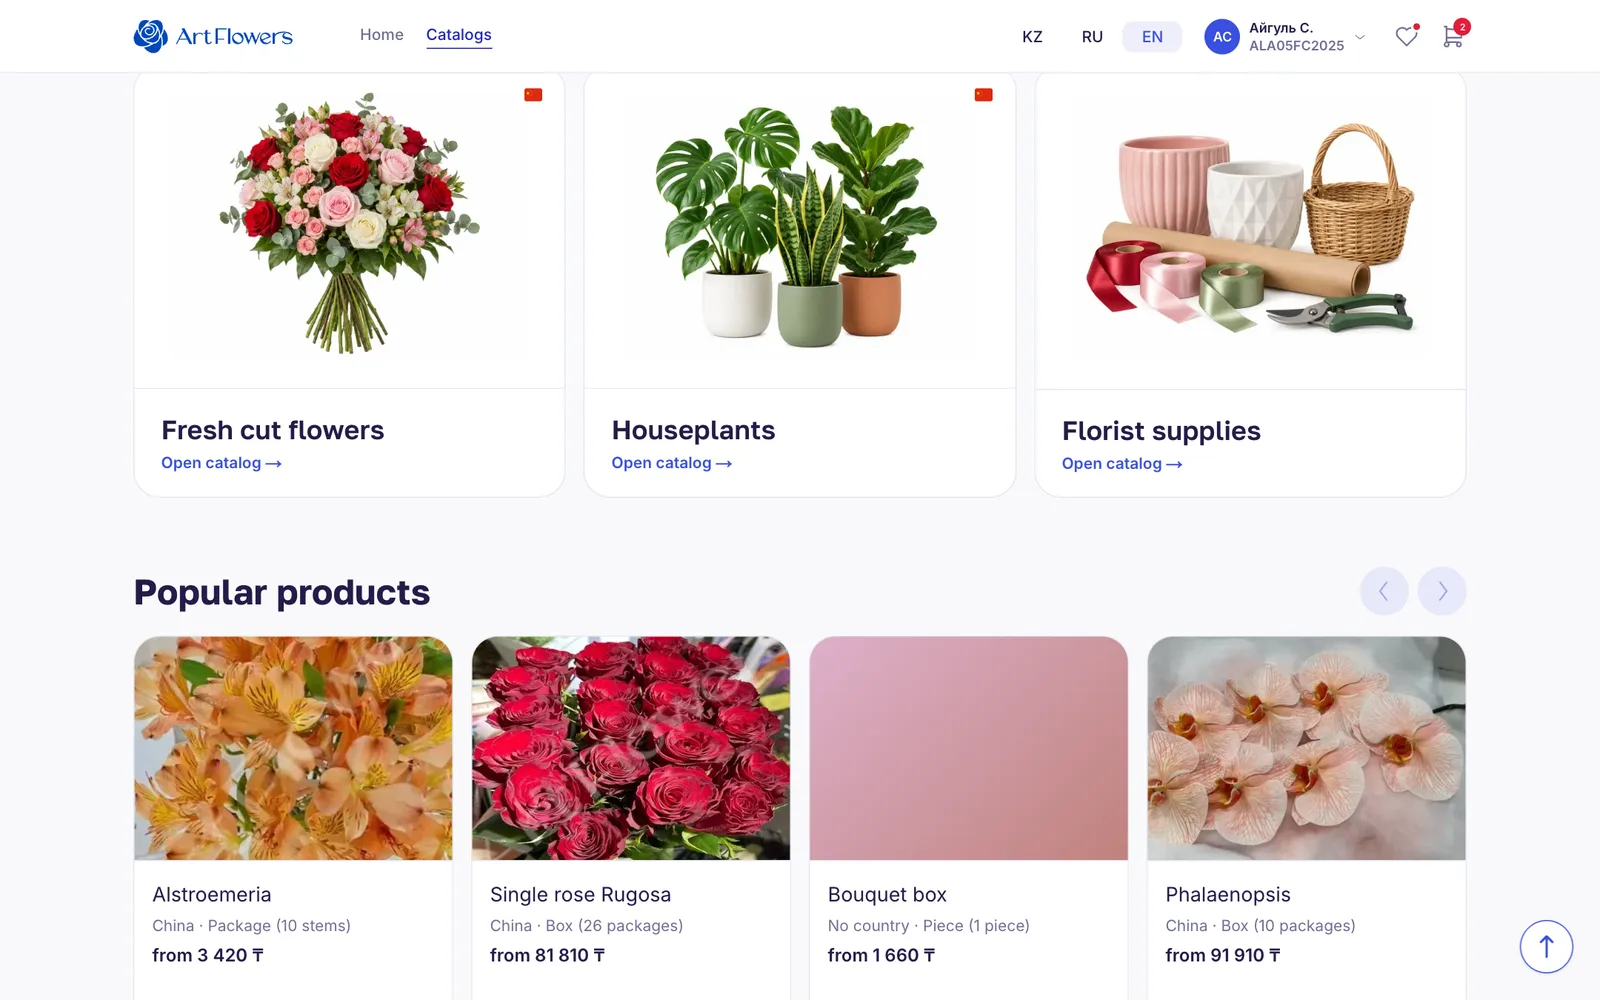 ArtFlowers
Home
Catalogs
KZ
RU
EN
AC
Айгуль С.
ALA05FC2025
2
Fresh cut flowers
Open catalog →
Houseplants
Open catalog →
Florist supplies
Open catalog →
Popular products
Alstroemeria
China · Package (10 stems)
from 3 420 ₸
Single rose Rugosa
China · Box (26 packages)
from 81 810 ₸
Bouquet box
No country · Piece (1 piece)
from 1 660 ₸
Phalaenopsis
China · Box (10 packages)
from 91 910 ₸